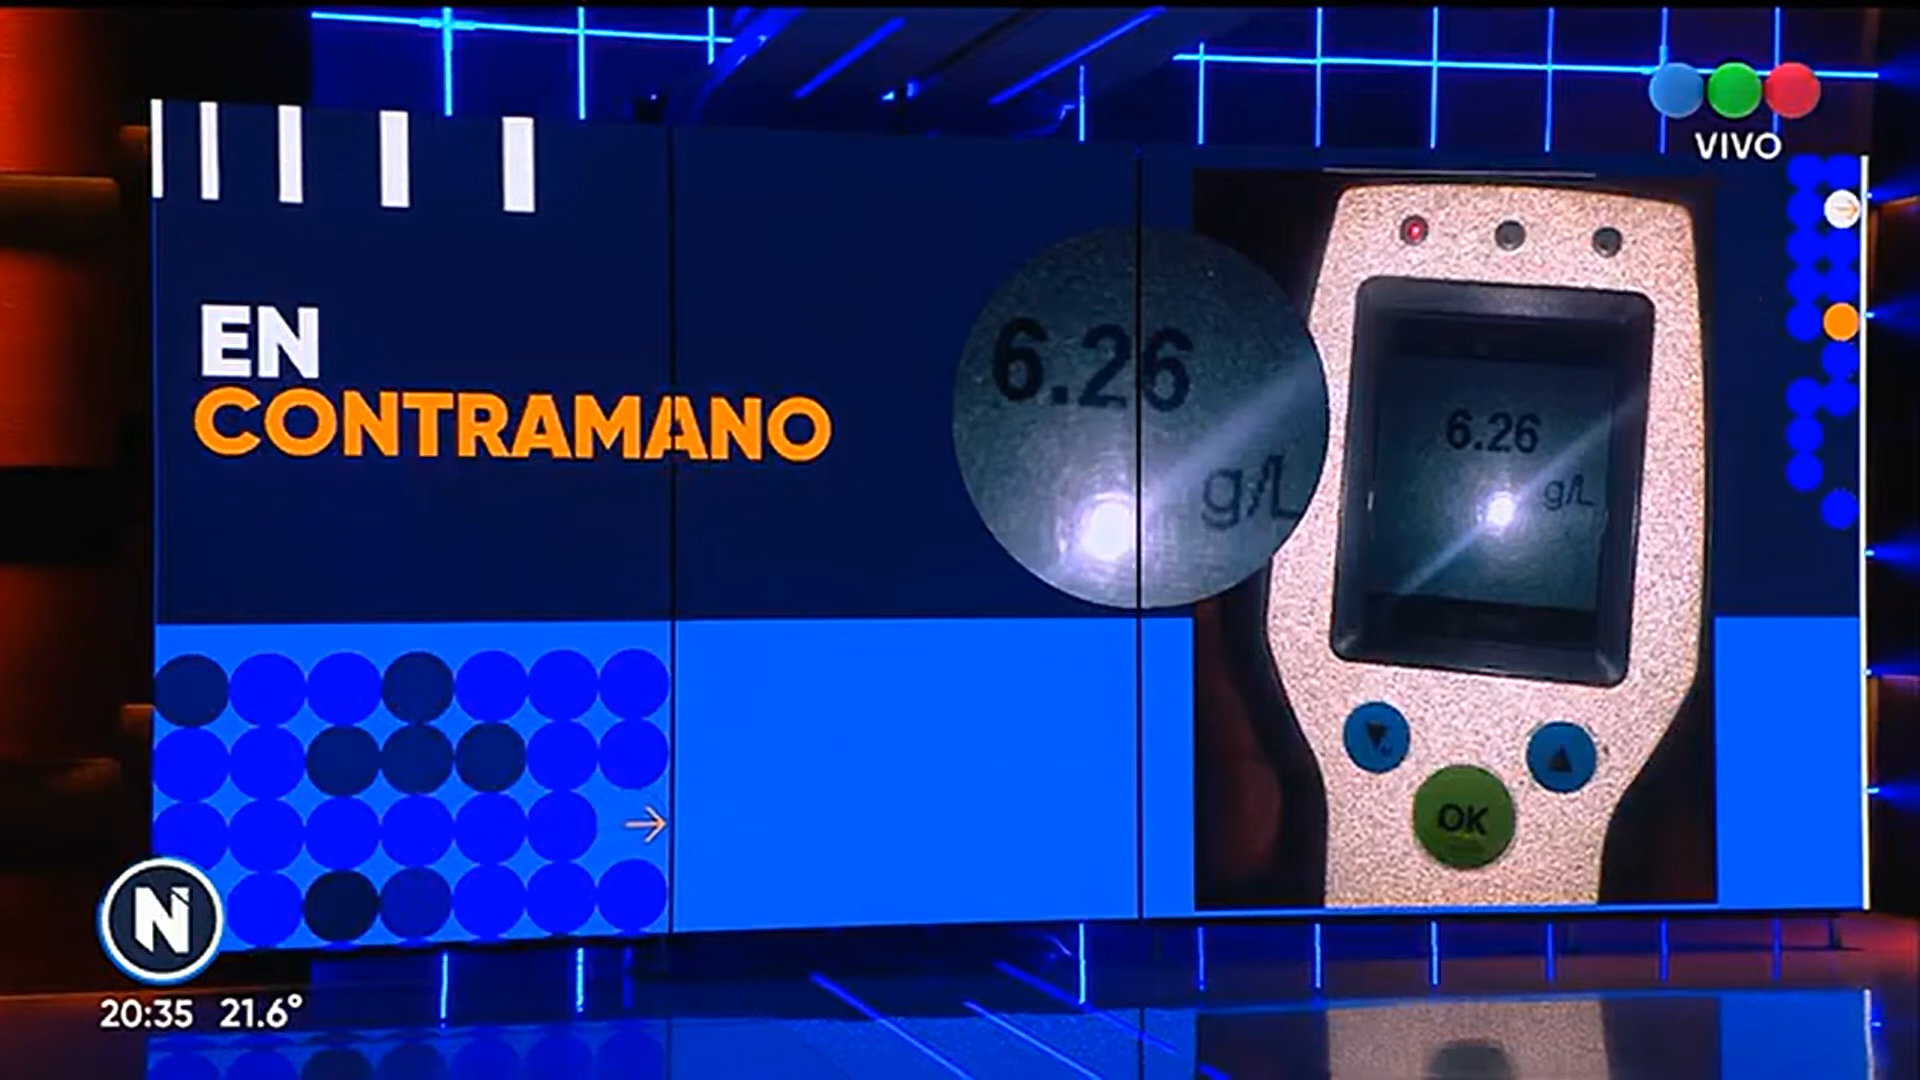 VIVO
EN
CONTRAMANO
6.26
g/L
6.26
g/L
OK
N
20:35 21.6°